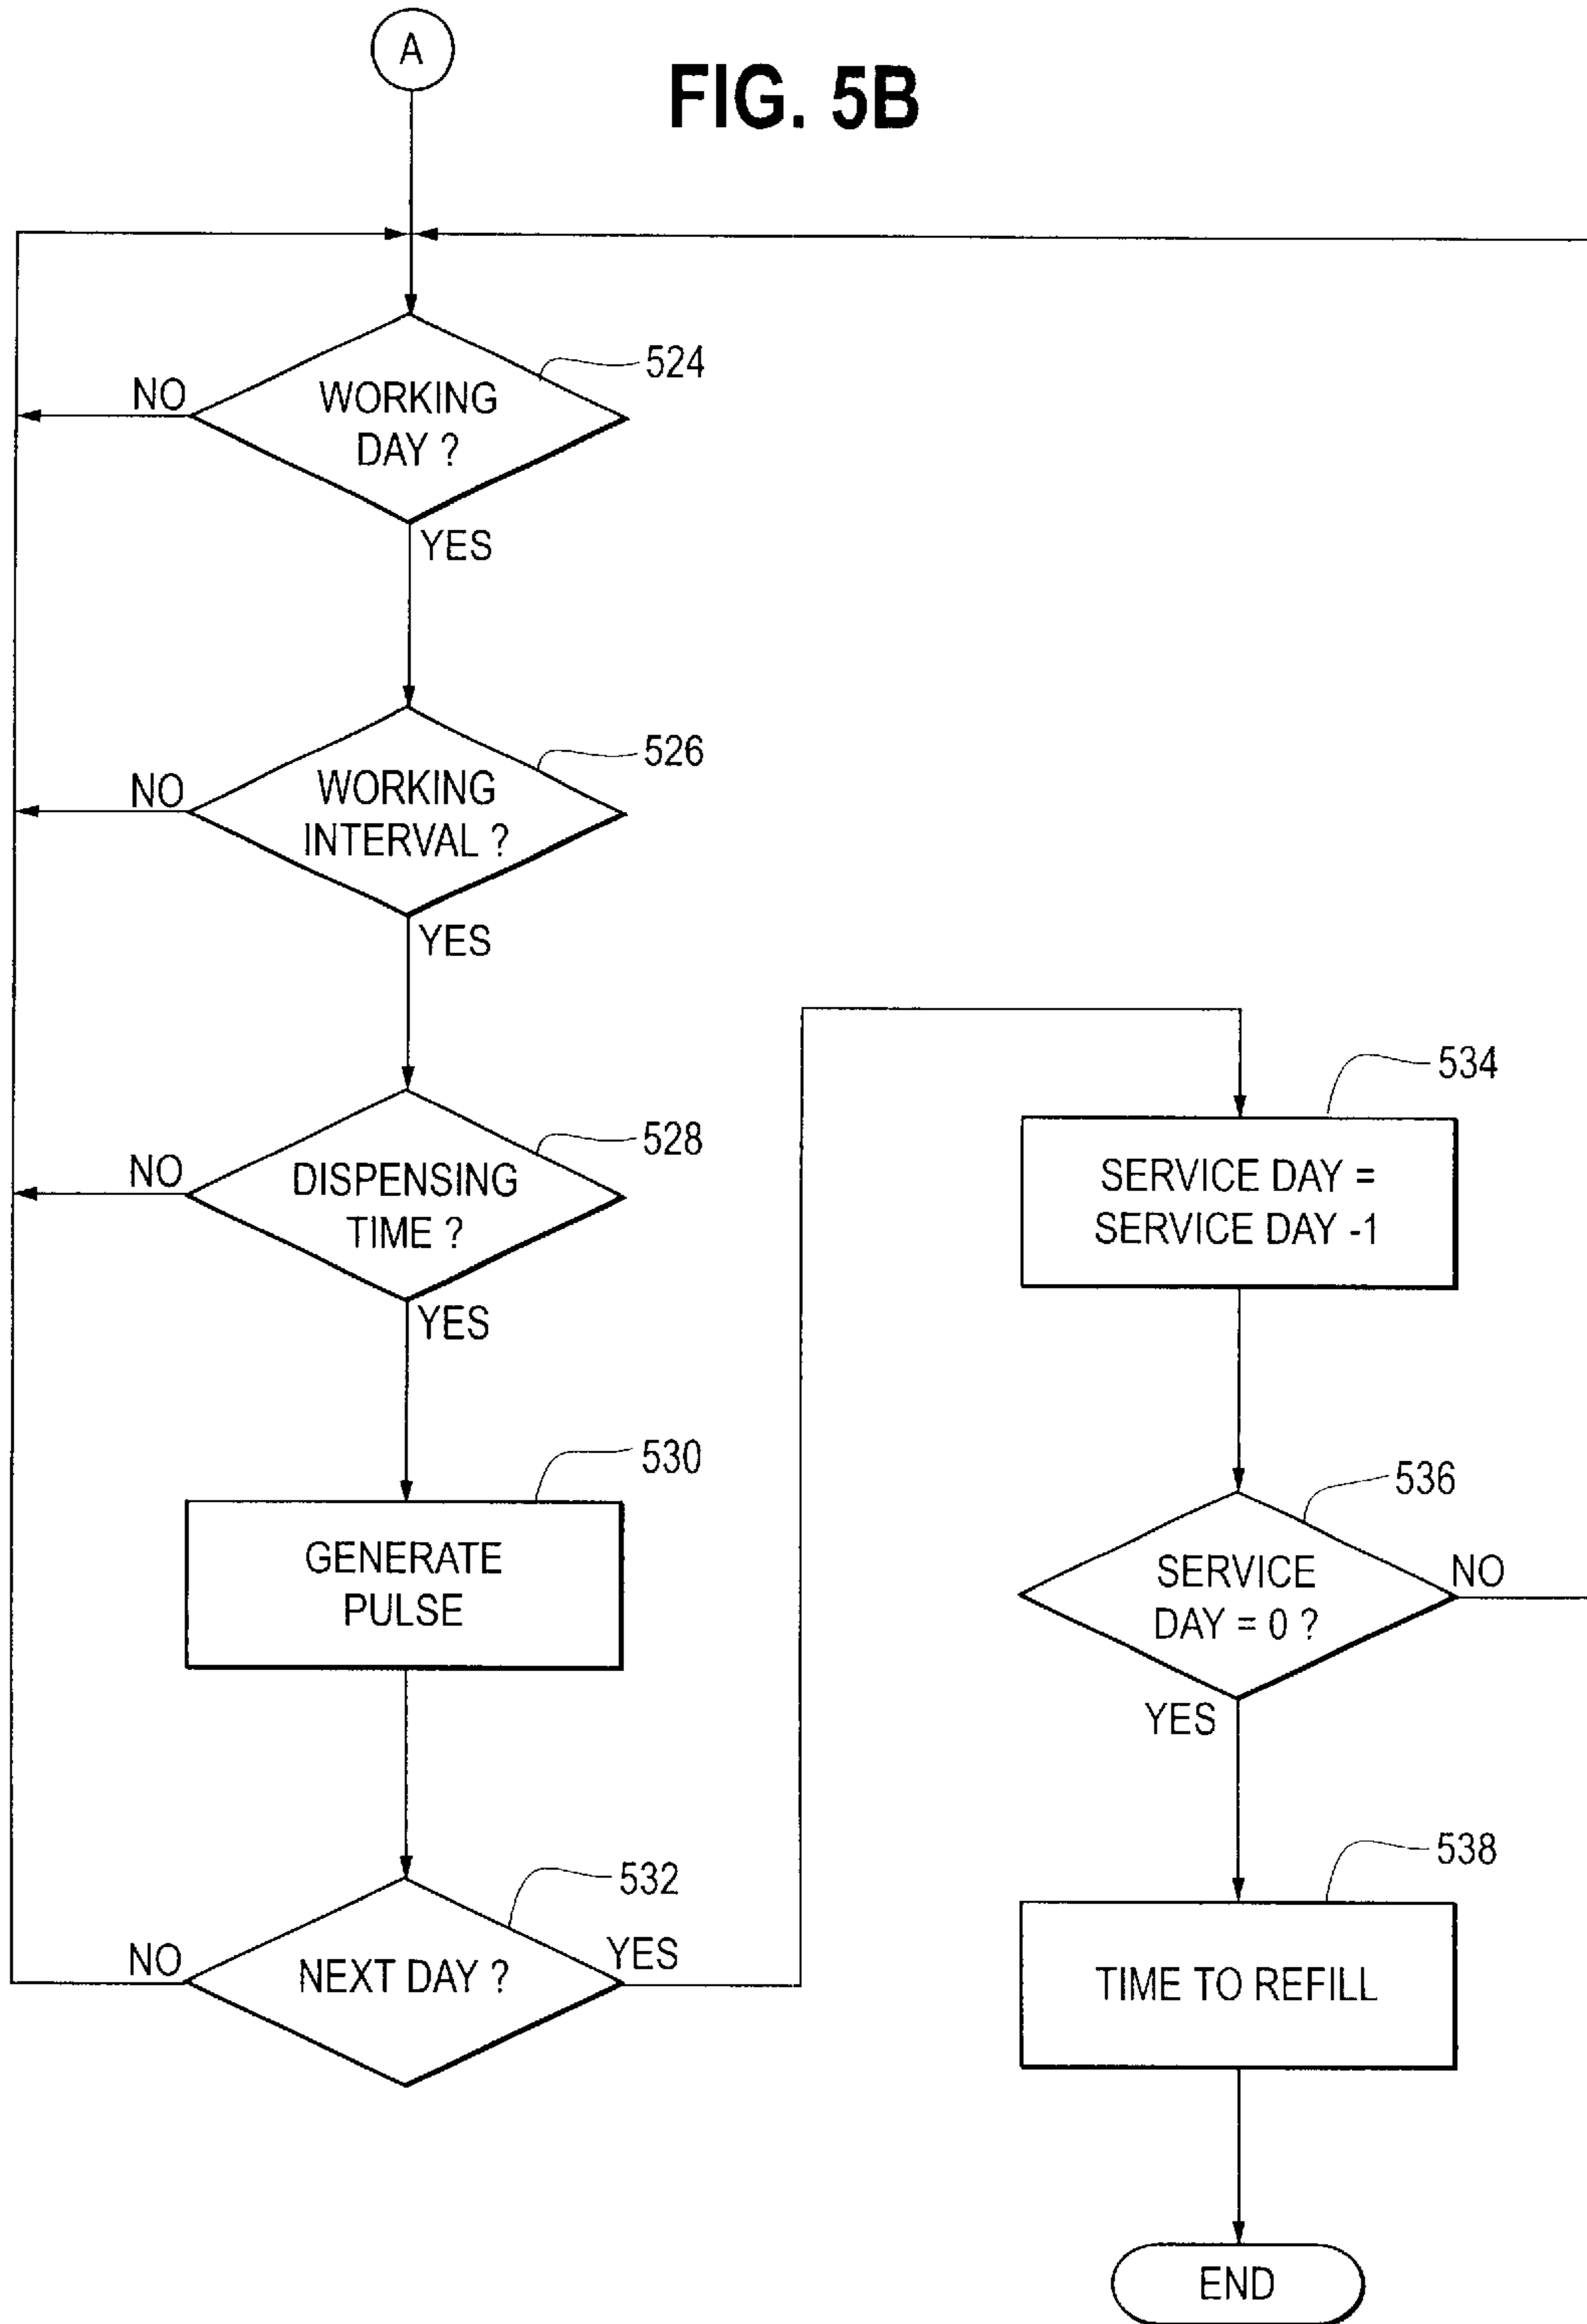 A
FIG. 5B
524
NO
WORKING
DAY ?
YES
526
NO
WORKING
INTERVAL ?
YES
528
NO
DISPENSING
TIME ?
YES
530
GENERATE
PULSE
532
NO
NEXT DAY ?
YES
534
SERVICE DAY =
SERVICE DAY -1
536
SERVICE
DAY = 0 ?
NO
YES
538
TIME TO REFILL
END